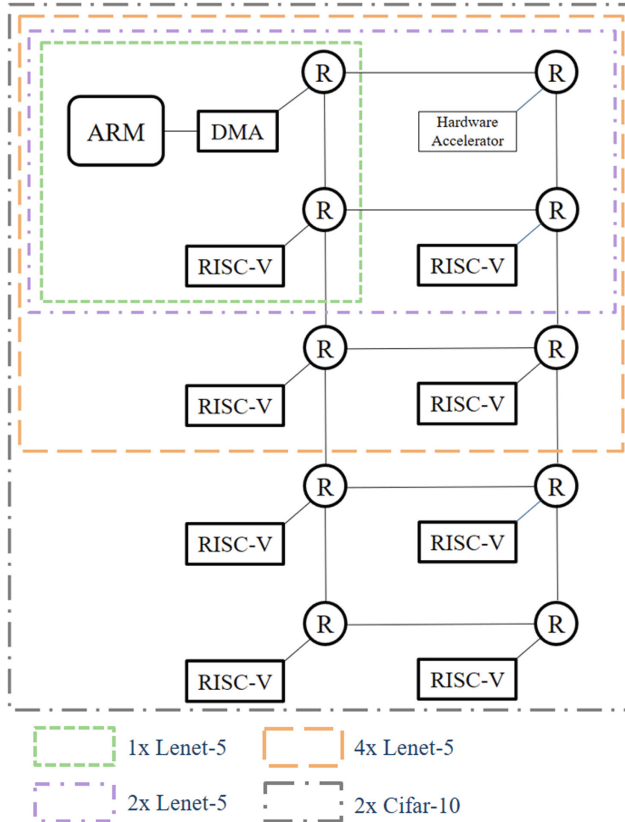 R
R
ARM
DMA
Hardware
Accelerator
R
R
RISC-V
RISC-V
R
R
RISC-V
RISC-V
R
R
RISC-V
RISC-V
R
R
RISC-V
RISC-V
1x Lenet-5
4x Lenet-5
2x Lenet-5
2x Cifar-10